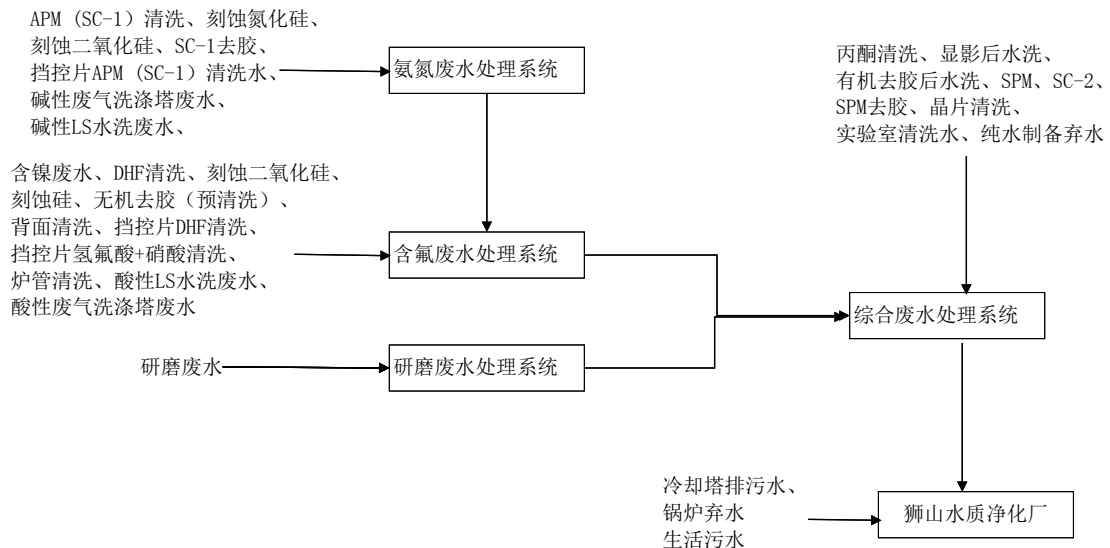 APM (SC-1) 清洗、刻蚀氮化硅、
刻蚀二氧化硅、SC-1去胶、
挡控片APM (SC-1) 清洗水、
碱性废气洗涤塔废水、
碱性LS水洗废水、
氨氮废水处理系统
丙酮清洗、显影后水洗、
有机去胶后水洗、SPM、SC-2、
SPM去胶、晶片清洗、
实验室清洗水、纯水制备弃水
含镍废水、DHF清洗、刻蚀二氧化硅、
刻蚀硅、无机去胶（预清洗）、
背面清洗、挡控片DHF清洗、
挡控片氢氟酸+硝酸清洗、
炉管清洗、酸性LS水洗废水、
酸性废气洗涤塔废水
含氟废水处理系统
综合废水处理系统
研磨废水
研磨废水处理系统
冷却塔排污水、
锅炉弃水
生活污水
狮山水质净化厂